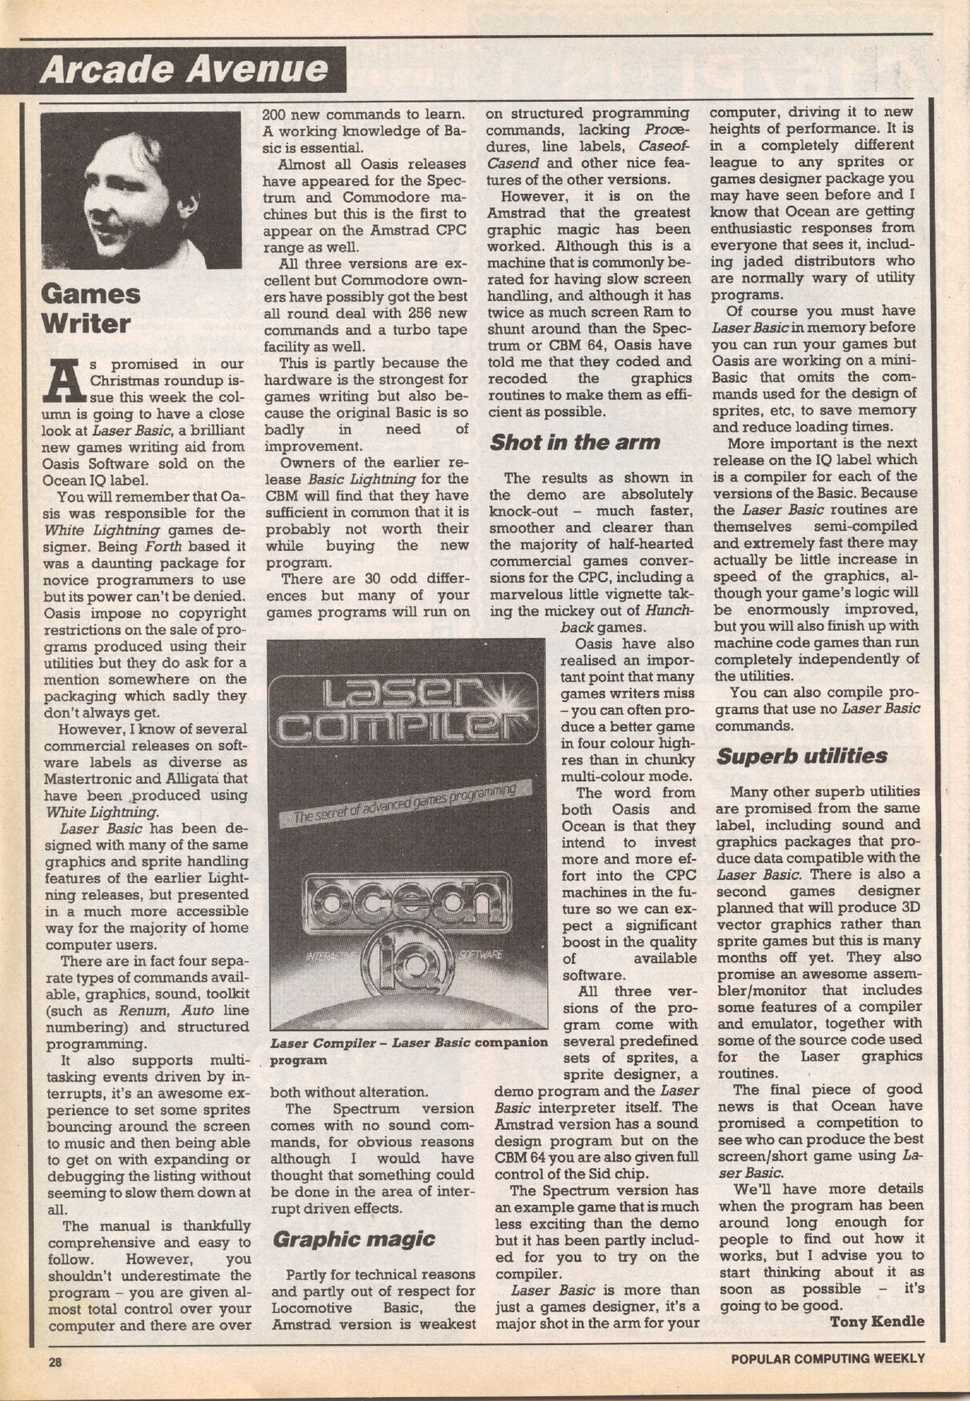 Arcade Avenue
Games
Writer
As promised in our
Christmas roundup is-
sue this week the col-
umn is going to have a close
look at Laser Basic, a brilliant
new games writing aid from
Oasis Software sold on the
Ocean IQ label.
You will remember that Oa-
sis was responsible for the
White Lightning games de-
signer. Being Forth based it
was a daunting package for
novice programmers to use
but its power can't be denied.
Oasis impose no copyright
restrictions on the sale of pro-
grams produced using their
utilities but they do ask for a
mention somewhere on the
packaging which sadly they
don't always get.
However, I know of several
commercial releases on soft-
ware labels as diverse as
Mastertronic and Alligata that
have been produced using
White Lightning.
Laser Basic has been de-
signed with many of the same
graphics and sprite handling
features of the earlier Light-
ning releases, but presented
in a much more accessible
way for the majority of home
computer users.
There are in fact four sepa-
rate types of commands avail-
able, graphics, sound, toolkit
(such as Renum, Auto line
numbering) and structured
programming.
It also supports multi-
tasking events driven by in-
terrupts, it's an awesome ex-
perience to set some sprites
bouncing around the screen
to music and then being able
to get on with expanding or
debugging the listing without
seeming to slow them down at
all.
The manual is thankfully
comprehensive and easy to
follow. However, you
shouldn't underestimate the
program – you are given al-
most total control over your
computer and there are over
200 new commands to learn.
A working knowledge of Ba-
sic is essential.
Almost all Oasis releases
have appeared for the Spec-
trum and Commodore ma-
chines but this is the first to
appear on the Amstrad CPC
range as well.
All three versions are ex-
cellent but Commodore own-
ers have possibly got the best
all round deal with 256 new
commands and a turbo tape
facility as well.
This is partly because the
hardware is the strongest for
games writing but also be-
cause the original Basic is so
badly in need of
improvement.
Owners of the earlier re-
lease Basic Lightning for the
CBM will find that they have
sufficient in common that it is
probably not worth their
while buying the new
program.
There are 30 odd differ-
ences but many of your
games programs will run on
LASER
COMPILER
The secret of advanced games programming
ocean
INTERACTIVE
iq
SOFTWARE
Laser Compiler – Laser Basic companion
program
both without alteration.
The Spectrum version
comes with no sound com-
mands, for obvious reasons
although I would have
thought that something could
be done in the area of inter-
rupt driven effects.
Graphic magic
Partly for technical reasons
and partly out of respect for
Locomotive Basic, the
Amstrad version is weakest
on structured programming
commands, lacking Proce-
dures, line labels, Caseof-
Casend and other nice fea-
tures of the other versions.
However, it is on the
Amstrad that the greatest
graphic magic has been
worked. Although this is a
machine that is commonly be-
rated for having slow screen
handling, and although it has
twice as much screen Ram to
shunt around than the Spec-
trum or CBM 64, Oasis have
told me that they coded and
recoded the graphics
routines to make them as effi-
cient as possible.
Shot in the arm
The results as shown in
the demo are absolutely
knock-out – much faster,
smoother and clearer than
the majority of half-hearted
commercial games conver-
sions for the CPC, including a
marvelous little vignette tak-
ing the mickey out of Hunch-
back games.
Oasis have also
realised an impor-
tant point that many
games writers miss
– you can often pro-
duce a better game
in four colour high-
res than in chunky
multi-colour mode.
The word from
both Oasis and
Ocean is that they
intend to invest
more and more ef-
fort into the CPC
machines in the fu-
ture so we can ex-
pect a significant
boost in the quality
of available
software.
All three ver-
sions of the pro-
gram come with
several predefined
sets of sprites, a
sprite designer, a
demo program and the Laser
Basic interpreter itself. The
Amstrad version has a sound
design program but on the
CBM 64 you are also given full
control of the Sid chip.
The Spectrum version has
an example game that is much
less exciting than the demo
but it has been partly includ-
ed for you to try on the
compiler.
Laser Basic is more than
just a games designer, it's a
major shot in the arm for your
computer, driving it to new
heights of performance. It is
in a completely different
league to any sprites or
games designer package you
may have seen before and I
know that Ocean are getting
enthusiastic responses from
everyone that sees it, includ-
ing jaded distributors who
are normally wary of utility
programs.
Of course you must have
Laser Basic in memory before
you can run your games but
Oasis are working on a mini-
Basic that omits the com-
mands used for the design of
sprites, etc, to save memory
and reduce loading times.
More important is the next
release on the IQ label which
is a compiler for each of the
versions of the Basic. Because
the Laser Basic routines are
themselves semi-compiled
and extremely fast there may
actually be little increase in
speed of the graphics, al-
though your game's logic will
be enormously improved,
but you will also finish up with
machine code games than run
completely independently of
the utilities.
You can also compile pro-
grams that use no Laser Basic
commands.
Superb utilities
Many other superb utilities
are promised from the same
label, including sound and
graphics packages that pro-
duce data compatible with the
Laser Basic. There is also a
second games designer
planned that will produce 3D
vector graphics rather than
sprite games but this is many
months off yet. They also
promise an awesome assem-
bler/monitor that includes
some features of a compiler
and emulator, together with
some of the source code used
for the Laser graphics
routines.
The final piece of good
news is that Ocean have
promised a competition to
see who can produce the best
screen/short game using La-
ser Basic.
We'll have more details
when the program has been
around long enough for
people to find out how it
works, but I advise you to
start thinking about it as
soon as possible – it's
going to be good.
Tony Kendle
28
POPULAR COMPUTING WEEKLY